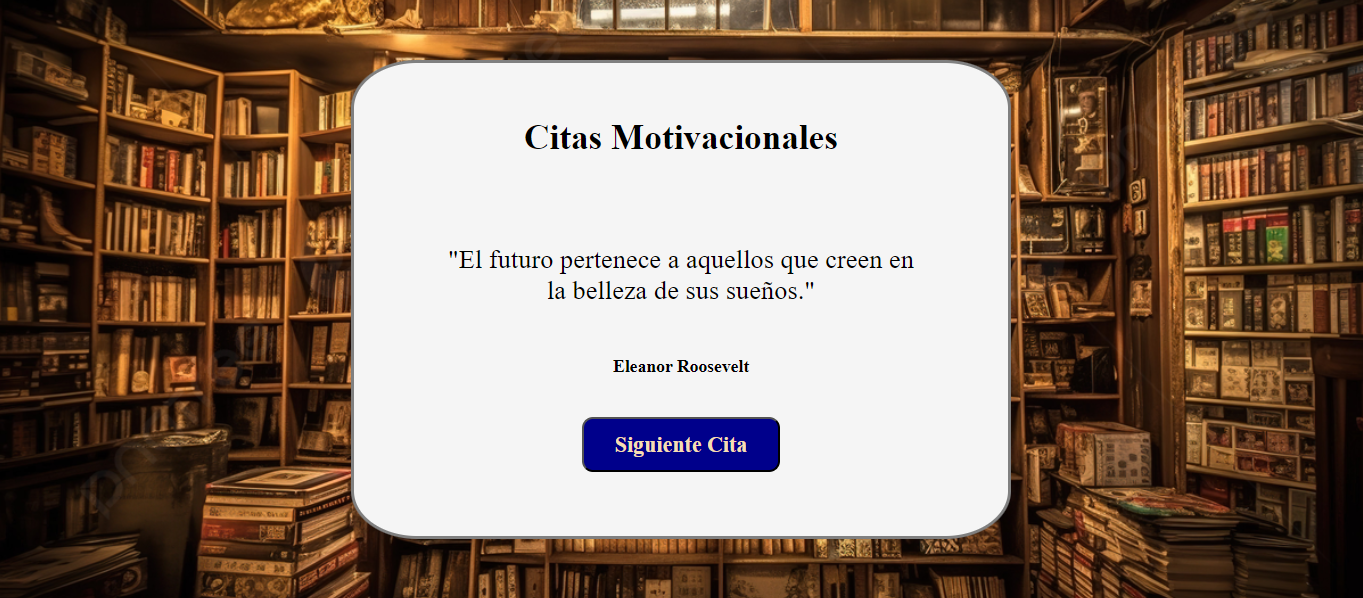 Citas Motivacionales
"El futuro pertenece a aquellos que creen en
la belleza de sus sueños."
Eleanor Roosevelt
Siguiente Cita